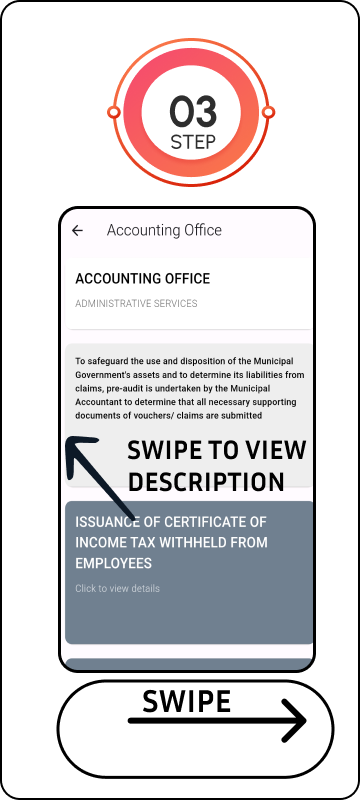 03
STEP
Accounting Office
ACCOUNTING OFFICE
ADMINISTRATIVE SERVICES
To safeguard the use and disposition of the Municipal
Government's assets and to determine its liabilities from
claims, pre-audit is undertaken by the Municipal
Accountant to determine that all necessary supporting
documents of vouchers/ claims are submitted
SWIPE TO VIEW
DESCRIPTION
ISSUANCE OF CERTIFICATE OF
INCOME TAX WITHHELD FROM
EMPLOYEES
Click to view details
SWIPE